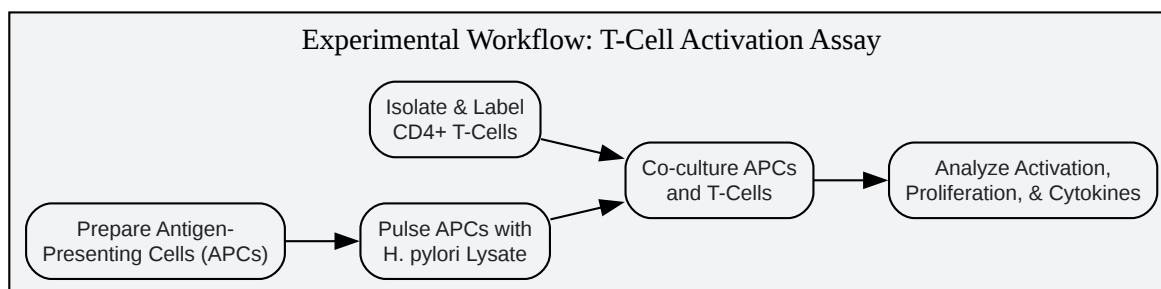 Experimental Workflow: T-Cell Activation Assay
Isolate & Label
CD4+ T-Cells
Prepare Antigen-
Presenting Cells (APCs)
Pulse APCs with
H. pylori Lysate
Co-culture APCs
and T-Cells
Analyze Activation,
Proliferation, & Cytokines